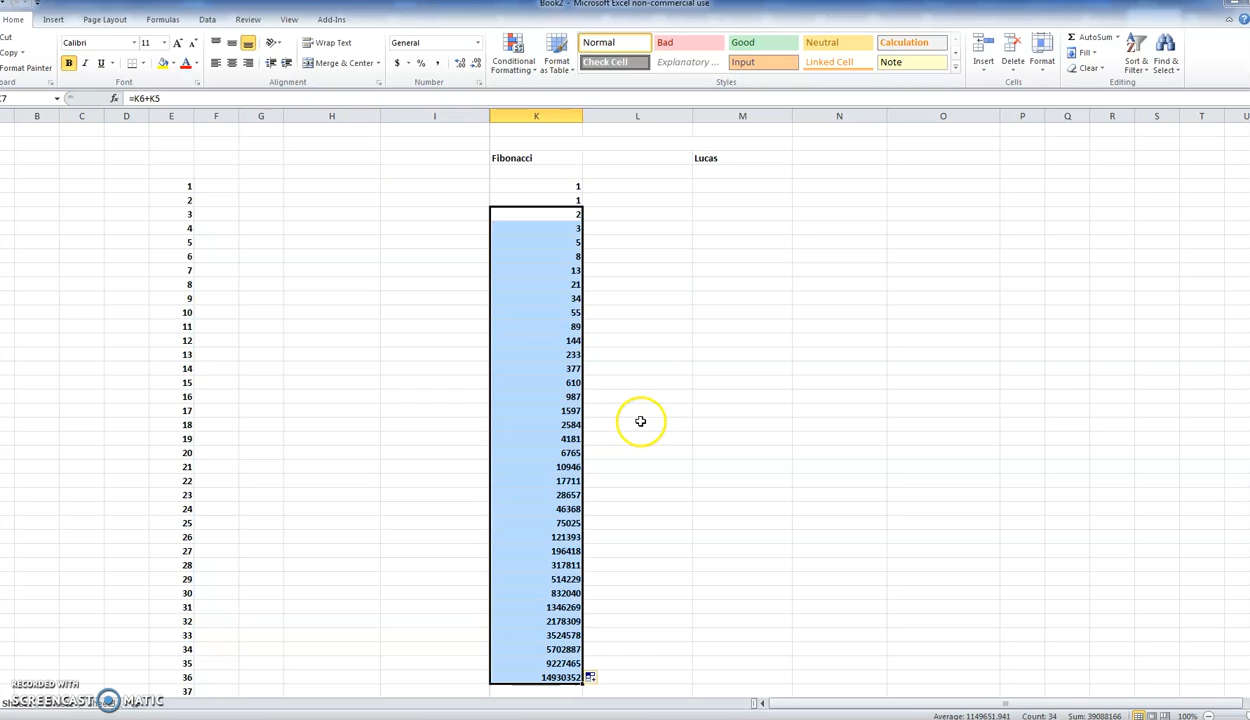 Book2 - Microsoft Excel non-commercial use
Home Insert Page Layout Formulas Data Review View Add-Ins
Cut
Copy
Format Painter
Calibri 11
Wrap Text
Merge & Center
General
Conditional Formatting
Format as Table
Normal Bad Good Neutral Calculation
Check Cell Explanatory ... Input Linked Cell Note
Insert Delete Format
AutoSum
Fill
Clear
Sort & Filter
Find & Select
Font Alignment Number Styles Cells Editing
=K6+K5
B C D E F G H I K L M N O P Q R S T U
Fibonacci Lucas
1 1
2 1
3 2
4 3
5 5
6 8
7 13
8 21
9 34
10 55
11 89
12 144
13 233
14 377
15 610
16 987
17 1597
18 2584
19 4181
20 6765
21 10946
22 17711
23 28657
24 46368
25 75025
26 121393
27 196418
28 317811
29 514229
30 832040
31 1346269
32 2178309
33 3524578
34 5702887
35 9227465
36 14930352
37
RECORDED WITH
SCREENCAST MATIC
Average: 1149651.941 Count: 34 Sum: 39088166 100%